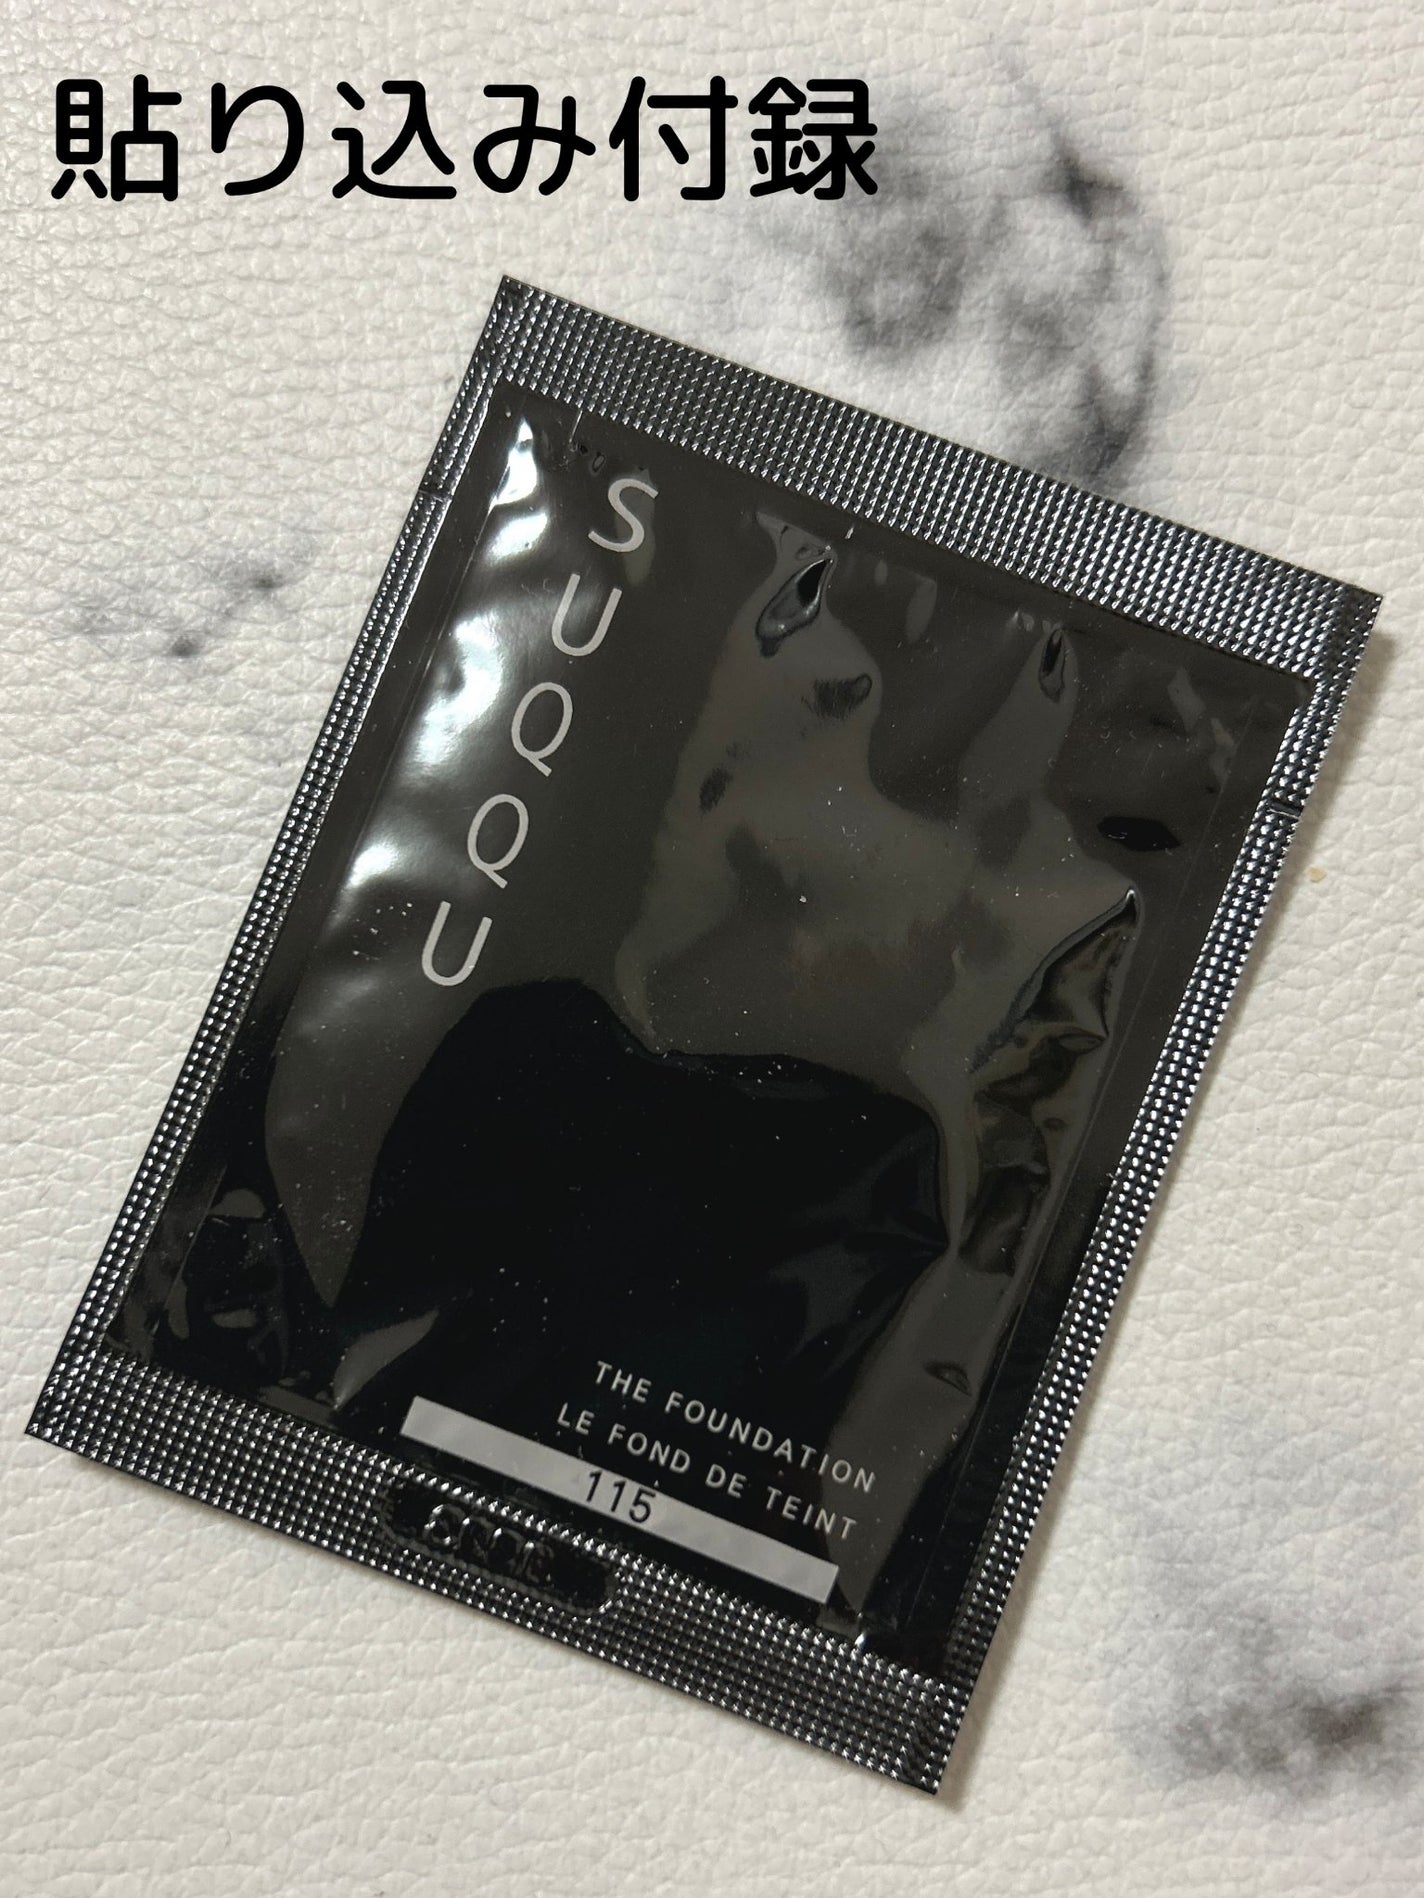 貼り込み付録
SUQQU
THE FOUNDATION
LE FOND DE TEINT
115